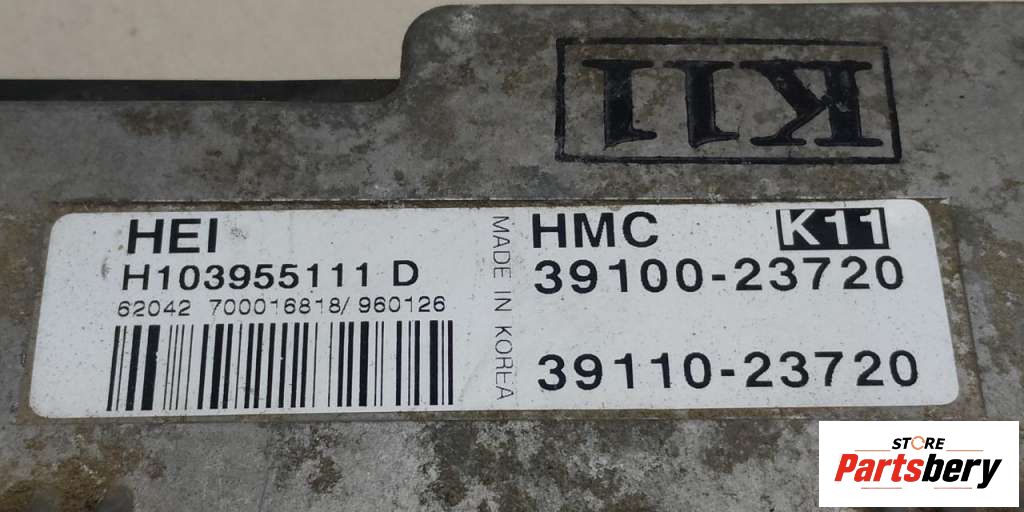 K11
HEI
H103955111 D
62042 700016818/960126
MADE IN KOREA
HMC K11
39100-23720
39110-23720
STORE
Partsbery